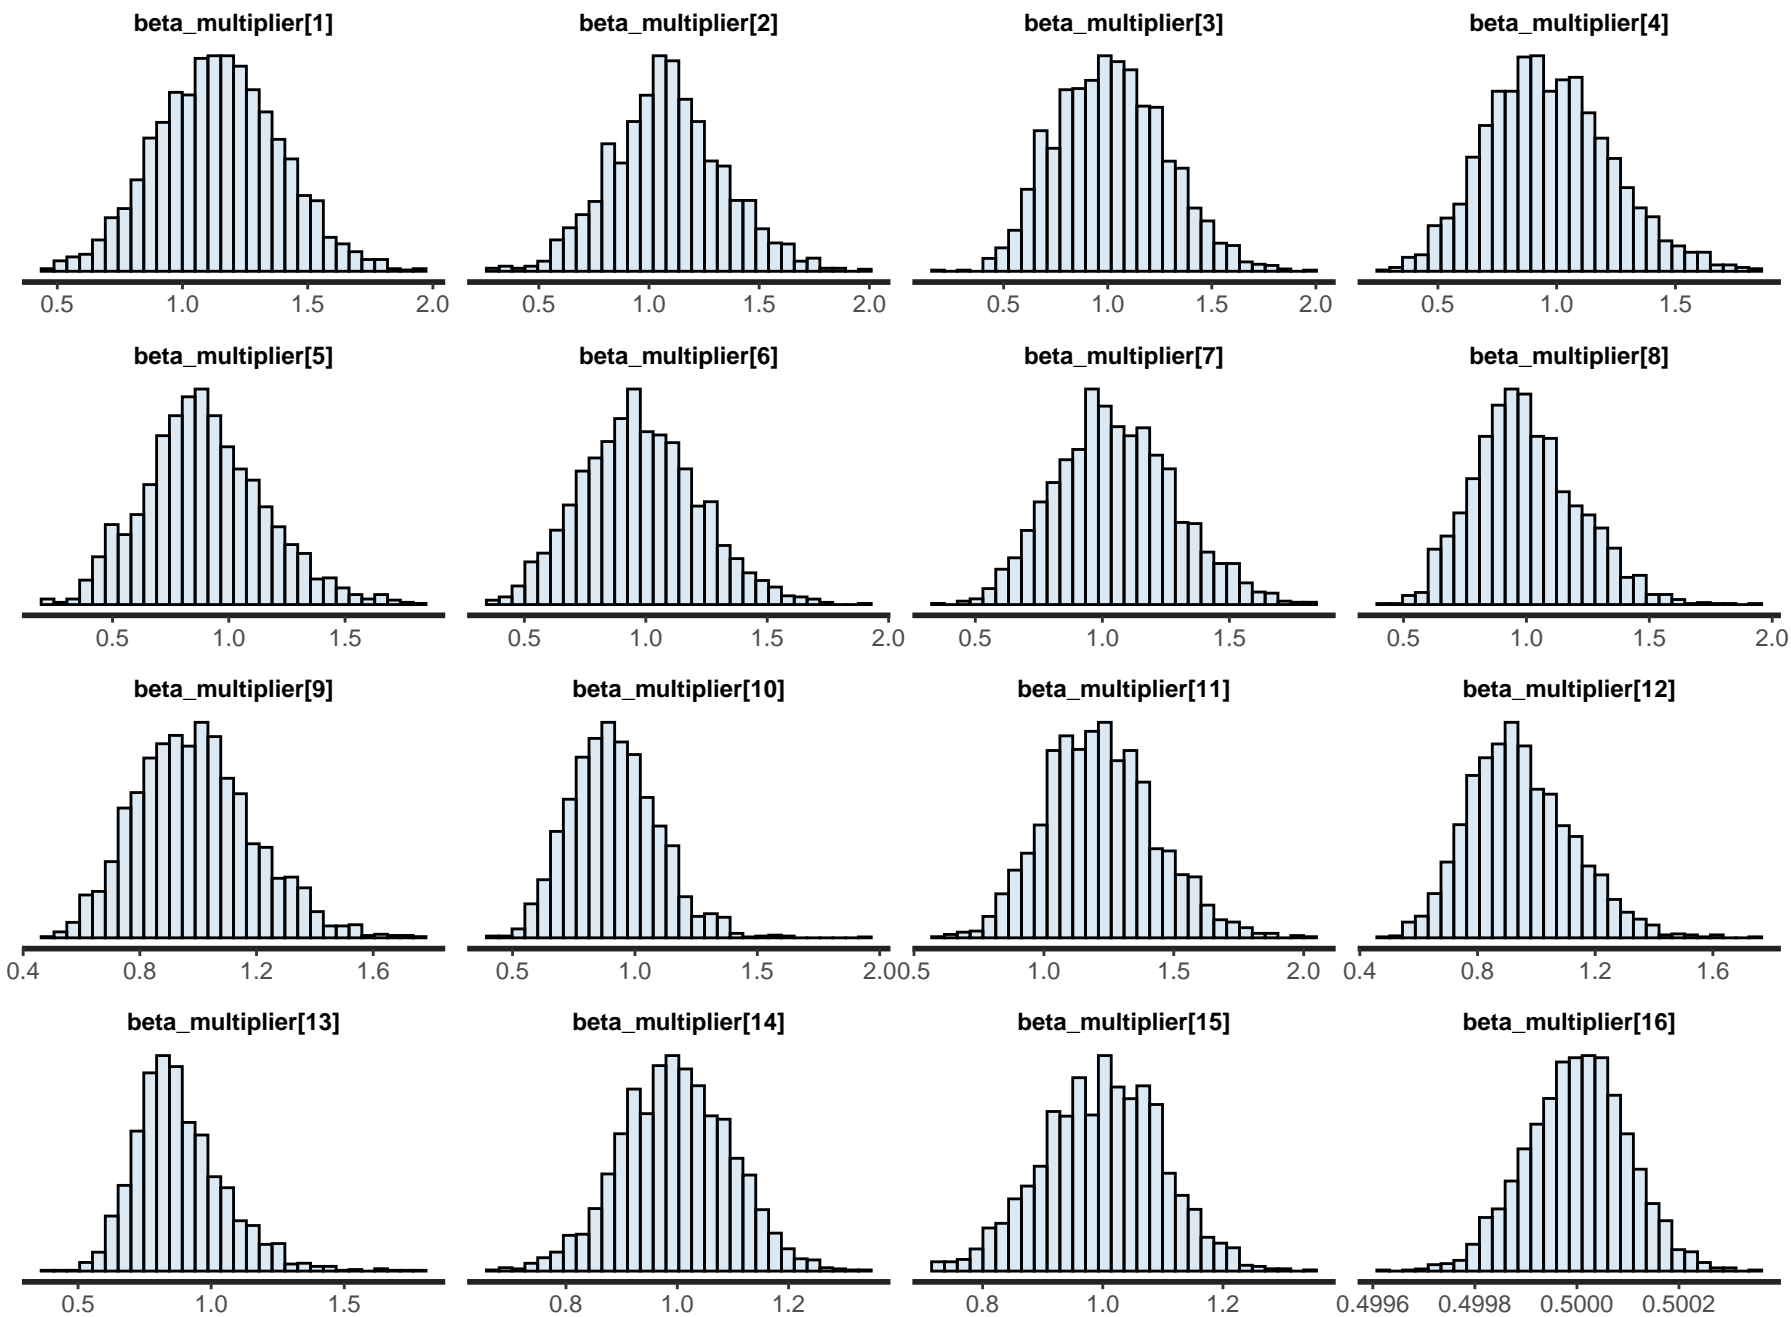 beta_multiplier[1] beta_multiplier[2] beta_multiplier[3] beta_multiplier[4]
0.5 1.0 1.5 2.0 0.5 1.0 1.5 2.0 0.5 1.0 1.5 2.0 0.5 1.0 1.5
beta_multiplier[5] beta_multiplier[6] beta_multiplier[7] beta_multiplier[8]
0.5 1.0 1.5 0.5 1.0 1.5 2.0 0.5 1.0 1.5 0.5 1.0 1.5 2.0
beta_multiplier[9] beta_multiplier[10] beta_multiplier[11] beta_multiplier[12]
0.4 0.8 1.2 1.6 0.5 1.0 1.5 2.0 0.5 1.0 1.5 2.0 0.4 0.8 1.2 1.6
beta_multiplier[13] beta_multiplier[14] beta_multiplier[15] beta_multiplier[16]
0.5 1.0 1.5 0.8 1.0 1.2 0.8 1.0 1.2 0.4996 0.4998 0.5000 0.5002